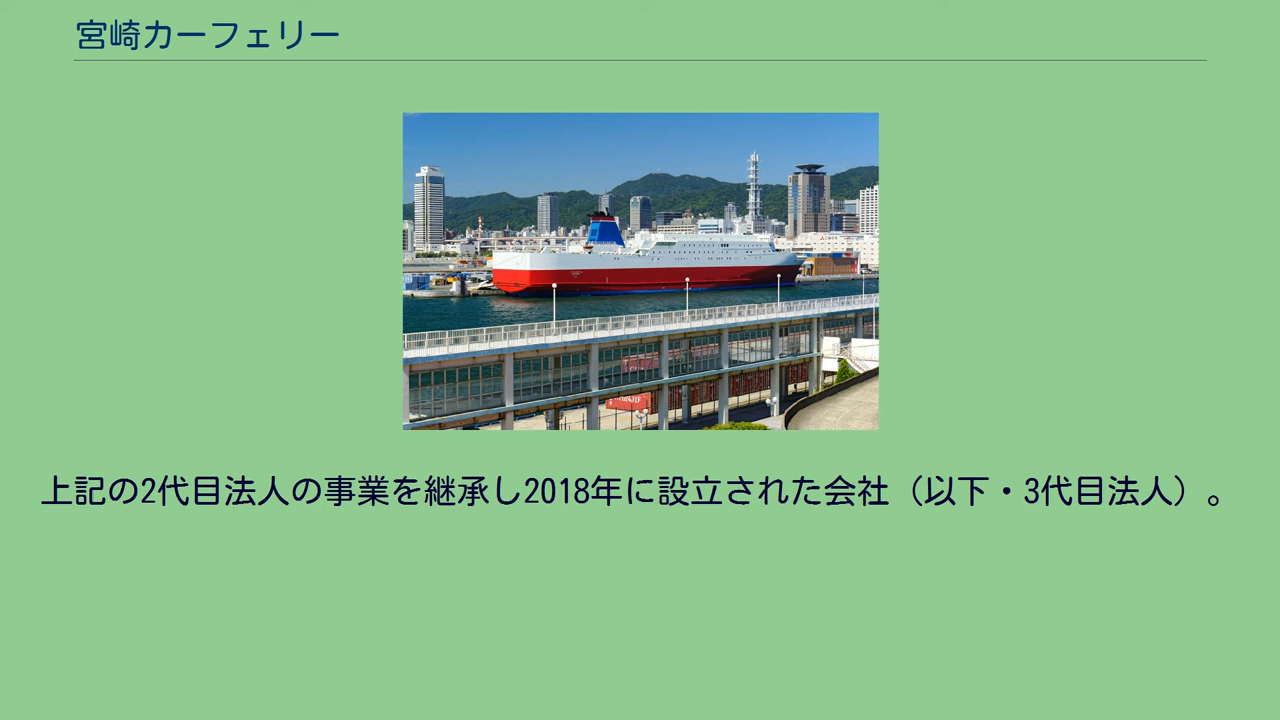 宮崎カーフェリー
上記の2代目法人の事業を継承し2018年に設立された会社（以下・3代目法人）。